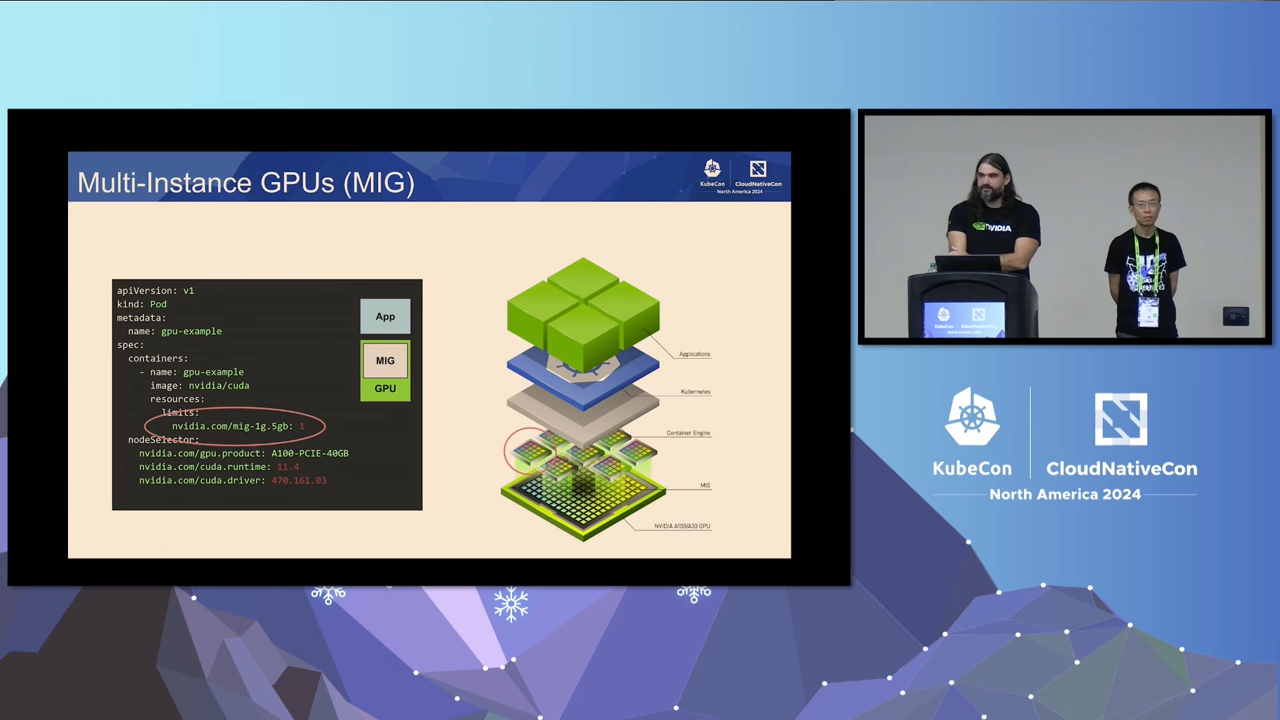 Multi-Instance GPUs (MIG)
KubeCon
CloudNativeCon
North America 2024
apiVersion: v1
kind: Pod
metadata:
  name: gpu-example
spec:
  containers:
    - name: gpu-example
      image: nvidia/cuda
      resources:
        limits:
          nvidia.com/mig-1g.5gb: 1
  nodeSelector:
    nvidia.com/gpu.product: A100-PCIE-40GB
    nvidia.com/cuda.runtime: 11.4
    nvidia.com/cuda.driver: 470.161.03
App
MIG
GPU
Applications
Kubernetes
Container Engine
MIG
NVIDIA A100/A30 GPU
NVIDIA
KubeCon
CloudNativeCon
North America 2024